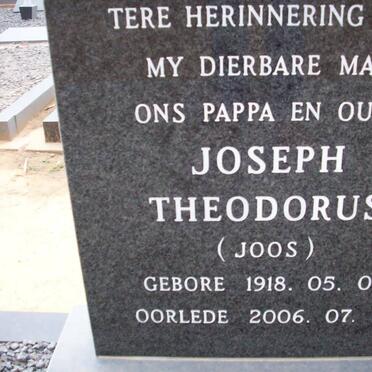 TERE HERINNERING
MY DIERBARE MA
ONS PAPPA EN OU
JOSEPH
THEODORUS
(JOOS)
GEBORE 1918. 05. 0
OORLEDE 2006. 07.